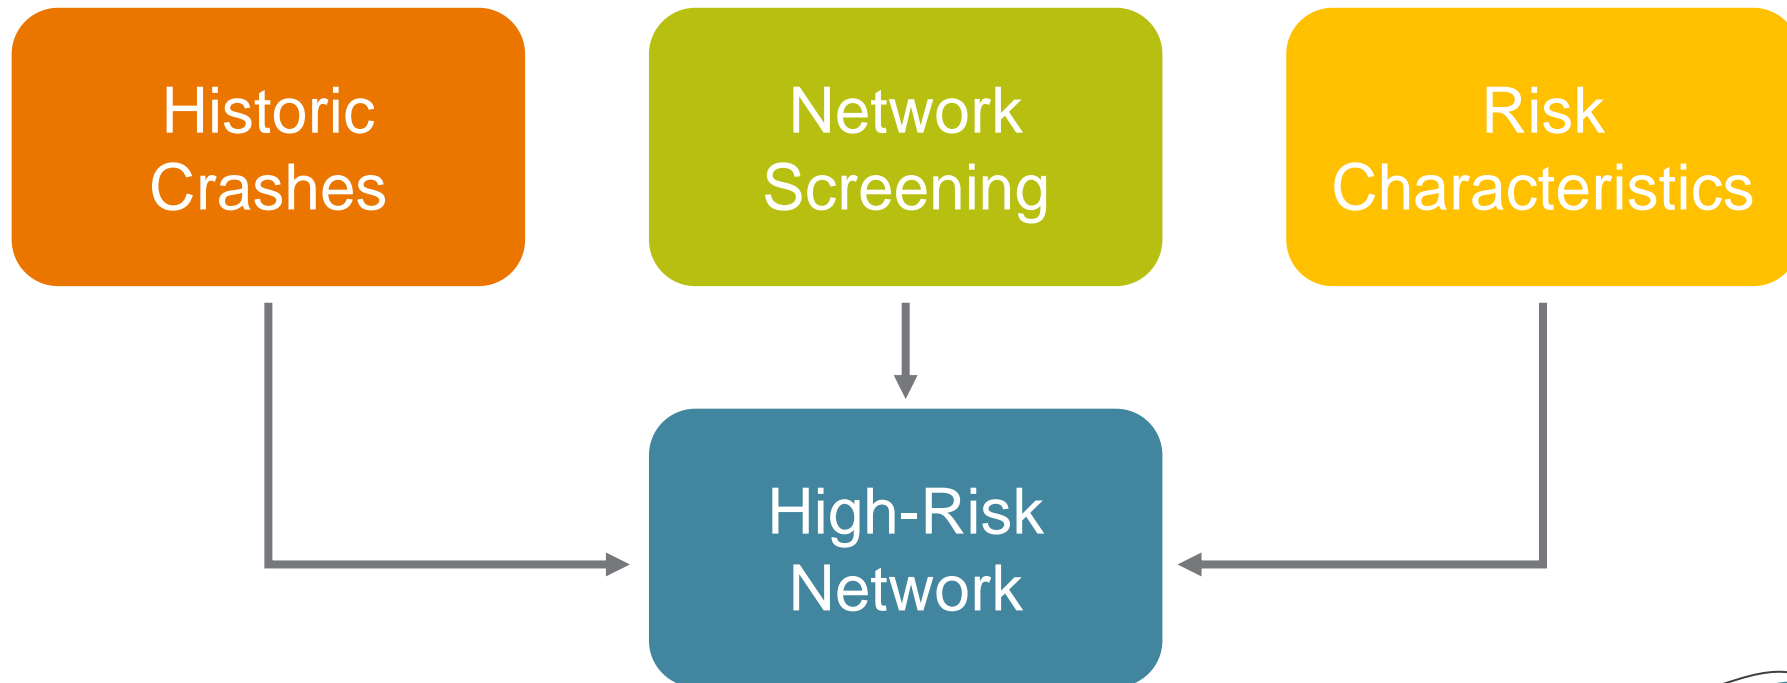 Historic
Crashes
Network
Screening
Risk
Characteristics
High-Risk
Network